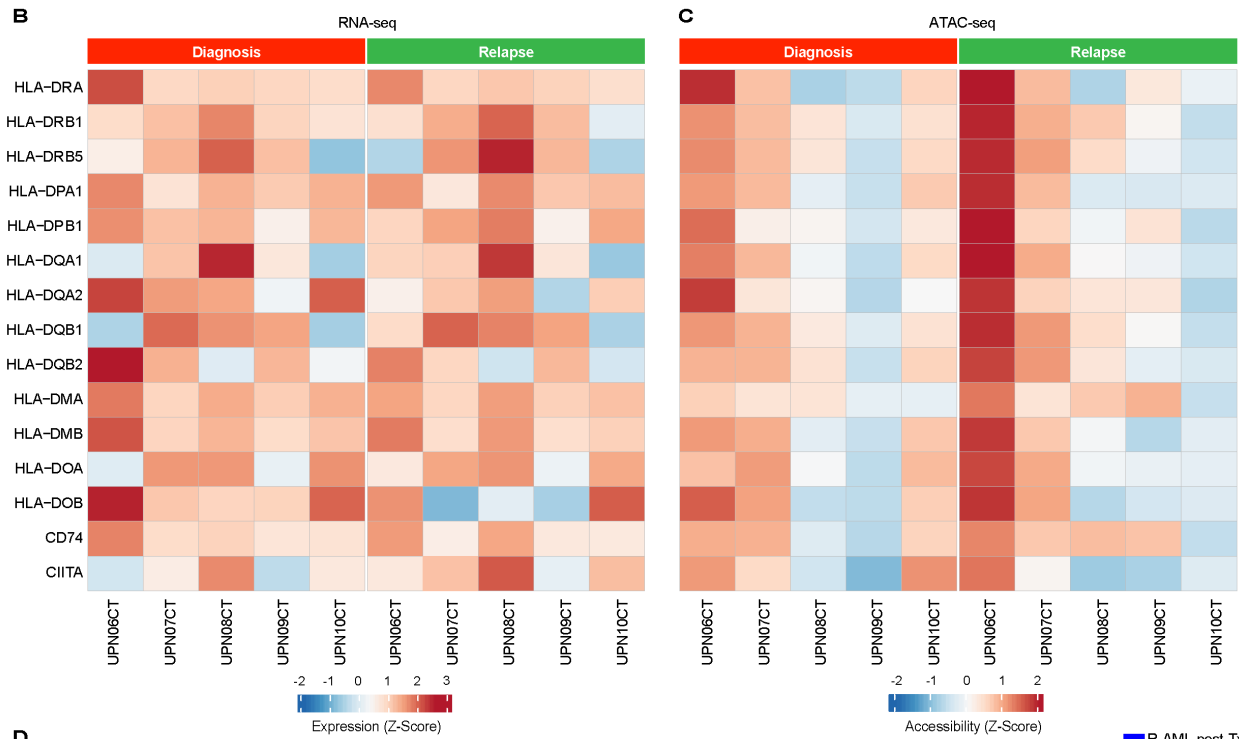 B
RNA-seq
C
ATAC-seq
Diagnosis
Relapse
Diagnosis
Relapse
HLA-DRA
HLA-DRB1
HLA-DRB5
HLA-DPA1
HLA-DPB1
HLA-DQA1
HLA-DQA2
HLA-DQB1
HLA-DQB2
HLA-DMA
HLA-DMB
HLA-DOA
HLA-DOB
CD74
CIITA
UPN06CT UPN07CT UPN08CT UPN09CT UPN10CT UPN06CT UPN07CT UPN08CT UPN09CT UPN10CT
UPN06CT UPN07CT UPN08CT UPN09CT UPN10CT UPN06CT UPN07CT UPN08CT UPN09CT UPN10CT
-2 -1 0 1 2 3
Expression (Z-Score)
-2 -1 0 1 2
Accessibility (Z-Score)